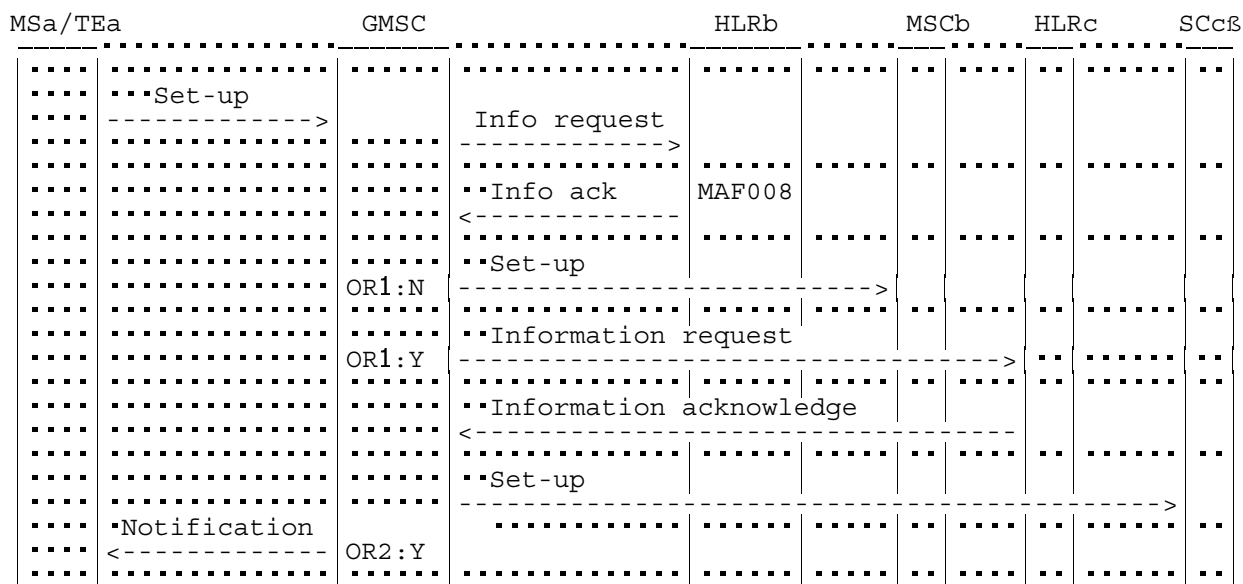 MSa/TEa GMSC HLRb MSCb HLRc SCcß
Set-up
Info request
Info ack MAF008
Set-up
OR1:N
Information request
OR1:Y
Information acknowledge
Set-up
Notification
OR2:Y